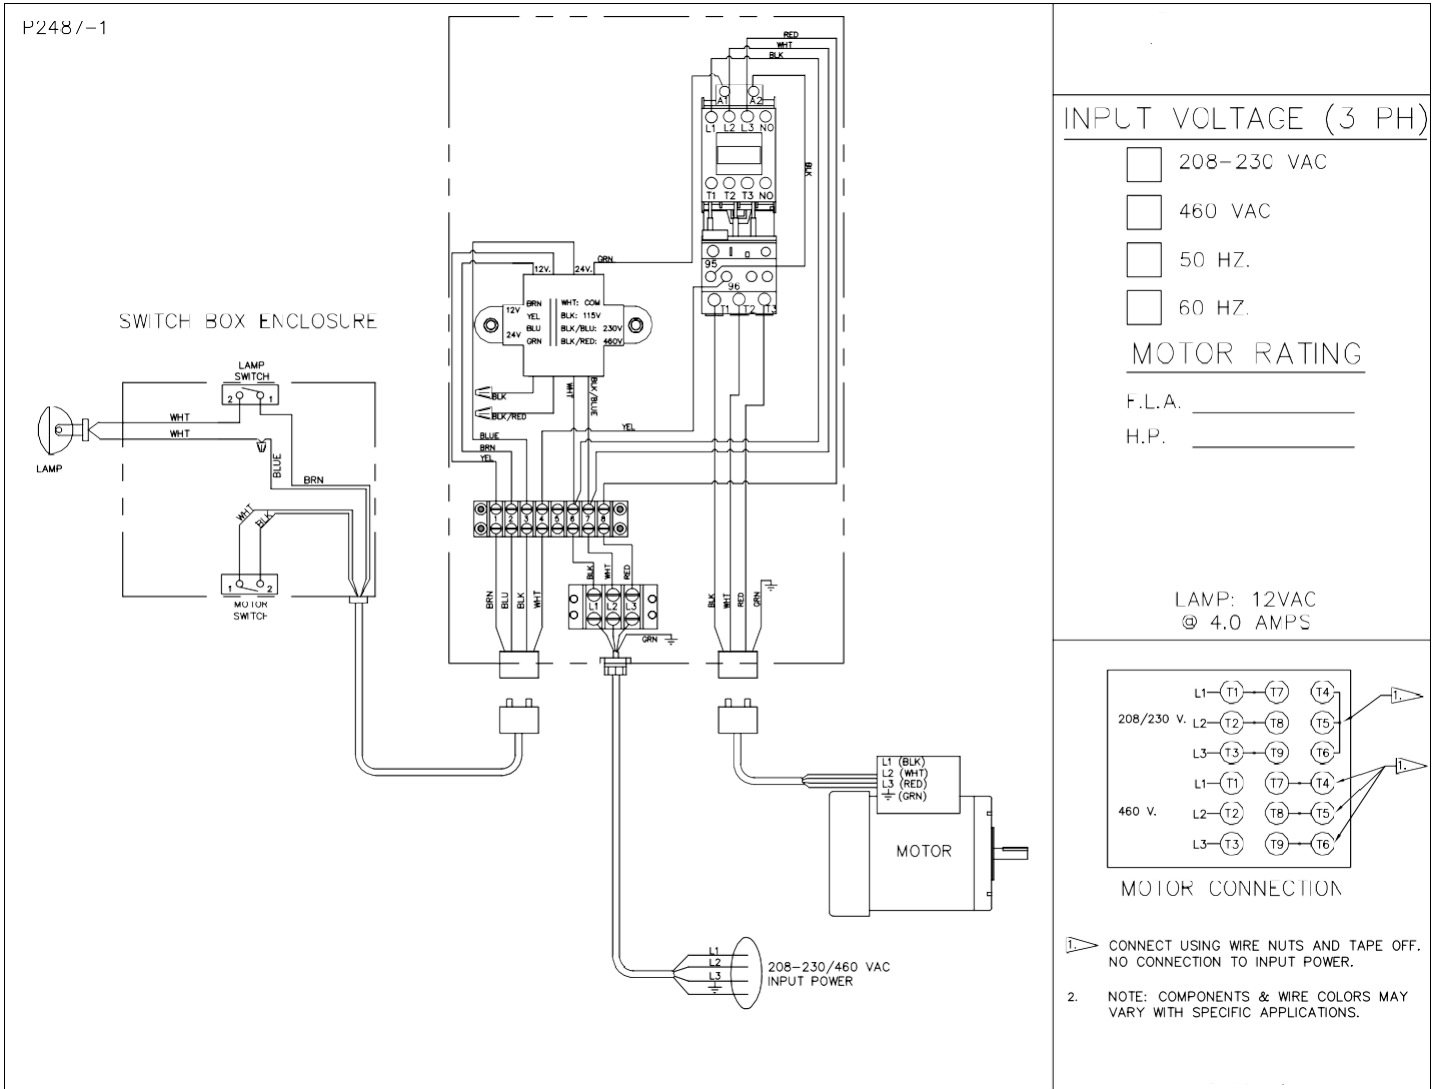 P2487-1
RED
WHT
BLK
A1 A2
L1 L2 L3 NO
BLK
T1 T2 T3 NO
95
96
T1 T2 T3
GRN
12V. 24V.
BRN WHT: COM
12V YEL BLK: 115V
BLU BLK/BLU: 230V
24V GRN BLK/RED: 460V
BLK
BLK/RED
WHT
BLK/BLUE
YEL
BLUE
BRN
YEL
1 2 3 4 5 6 7 8
BRN
BLU
BLK
WHT
BLK
WHT
RED
L1 L2 L3
GRN
BLK
WHT
RED
GRN
SWITCH BOX ENCLOSURE
LAMP
SWITCH
2 1
WHT
WHT
LAMP
BLUE
BRN
WHT
BLK
1 2
MOTOR
SWITCH
L1 (BLK)
L2 (WHT)
L3 (RED)
(GRN)
MOTOR
L1
L2
L3
208-230/460 VAC
INPUT POWER
INPUT VOLTAGE (3 PH)
208-230 VAC
460 VAC
50 HZ.
60 HZ.
MOTOR RATING
F.L.A.
H.P.
LAMP: 12VAC
@ 4.0 AMPS
L1 T1 T7 T4 1.
208/230 V. L2 T2 T8 T5
L3 T3 T9 T6
L1 T1 T7 T4 1.
460 V. L2 T2 T8 T5
L3 T3 T9 T6
MOTOR CONNECTION
1. CONNECT USING WIRE NUTS AND TAPE OFF.
NO CONNECTION TO INPUT POWER.
2. NOTE: COMPONENTS & WIRE COLORS MAY
VARY WITH SPECIFIC APPLICATIONS.